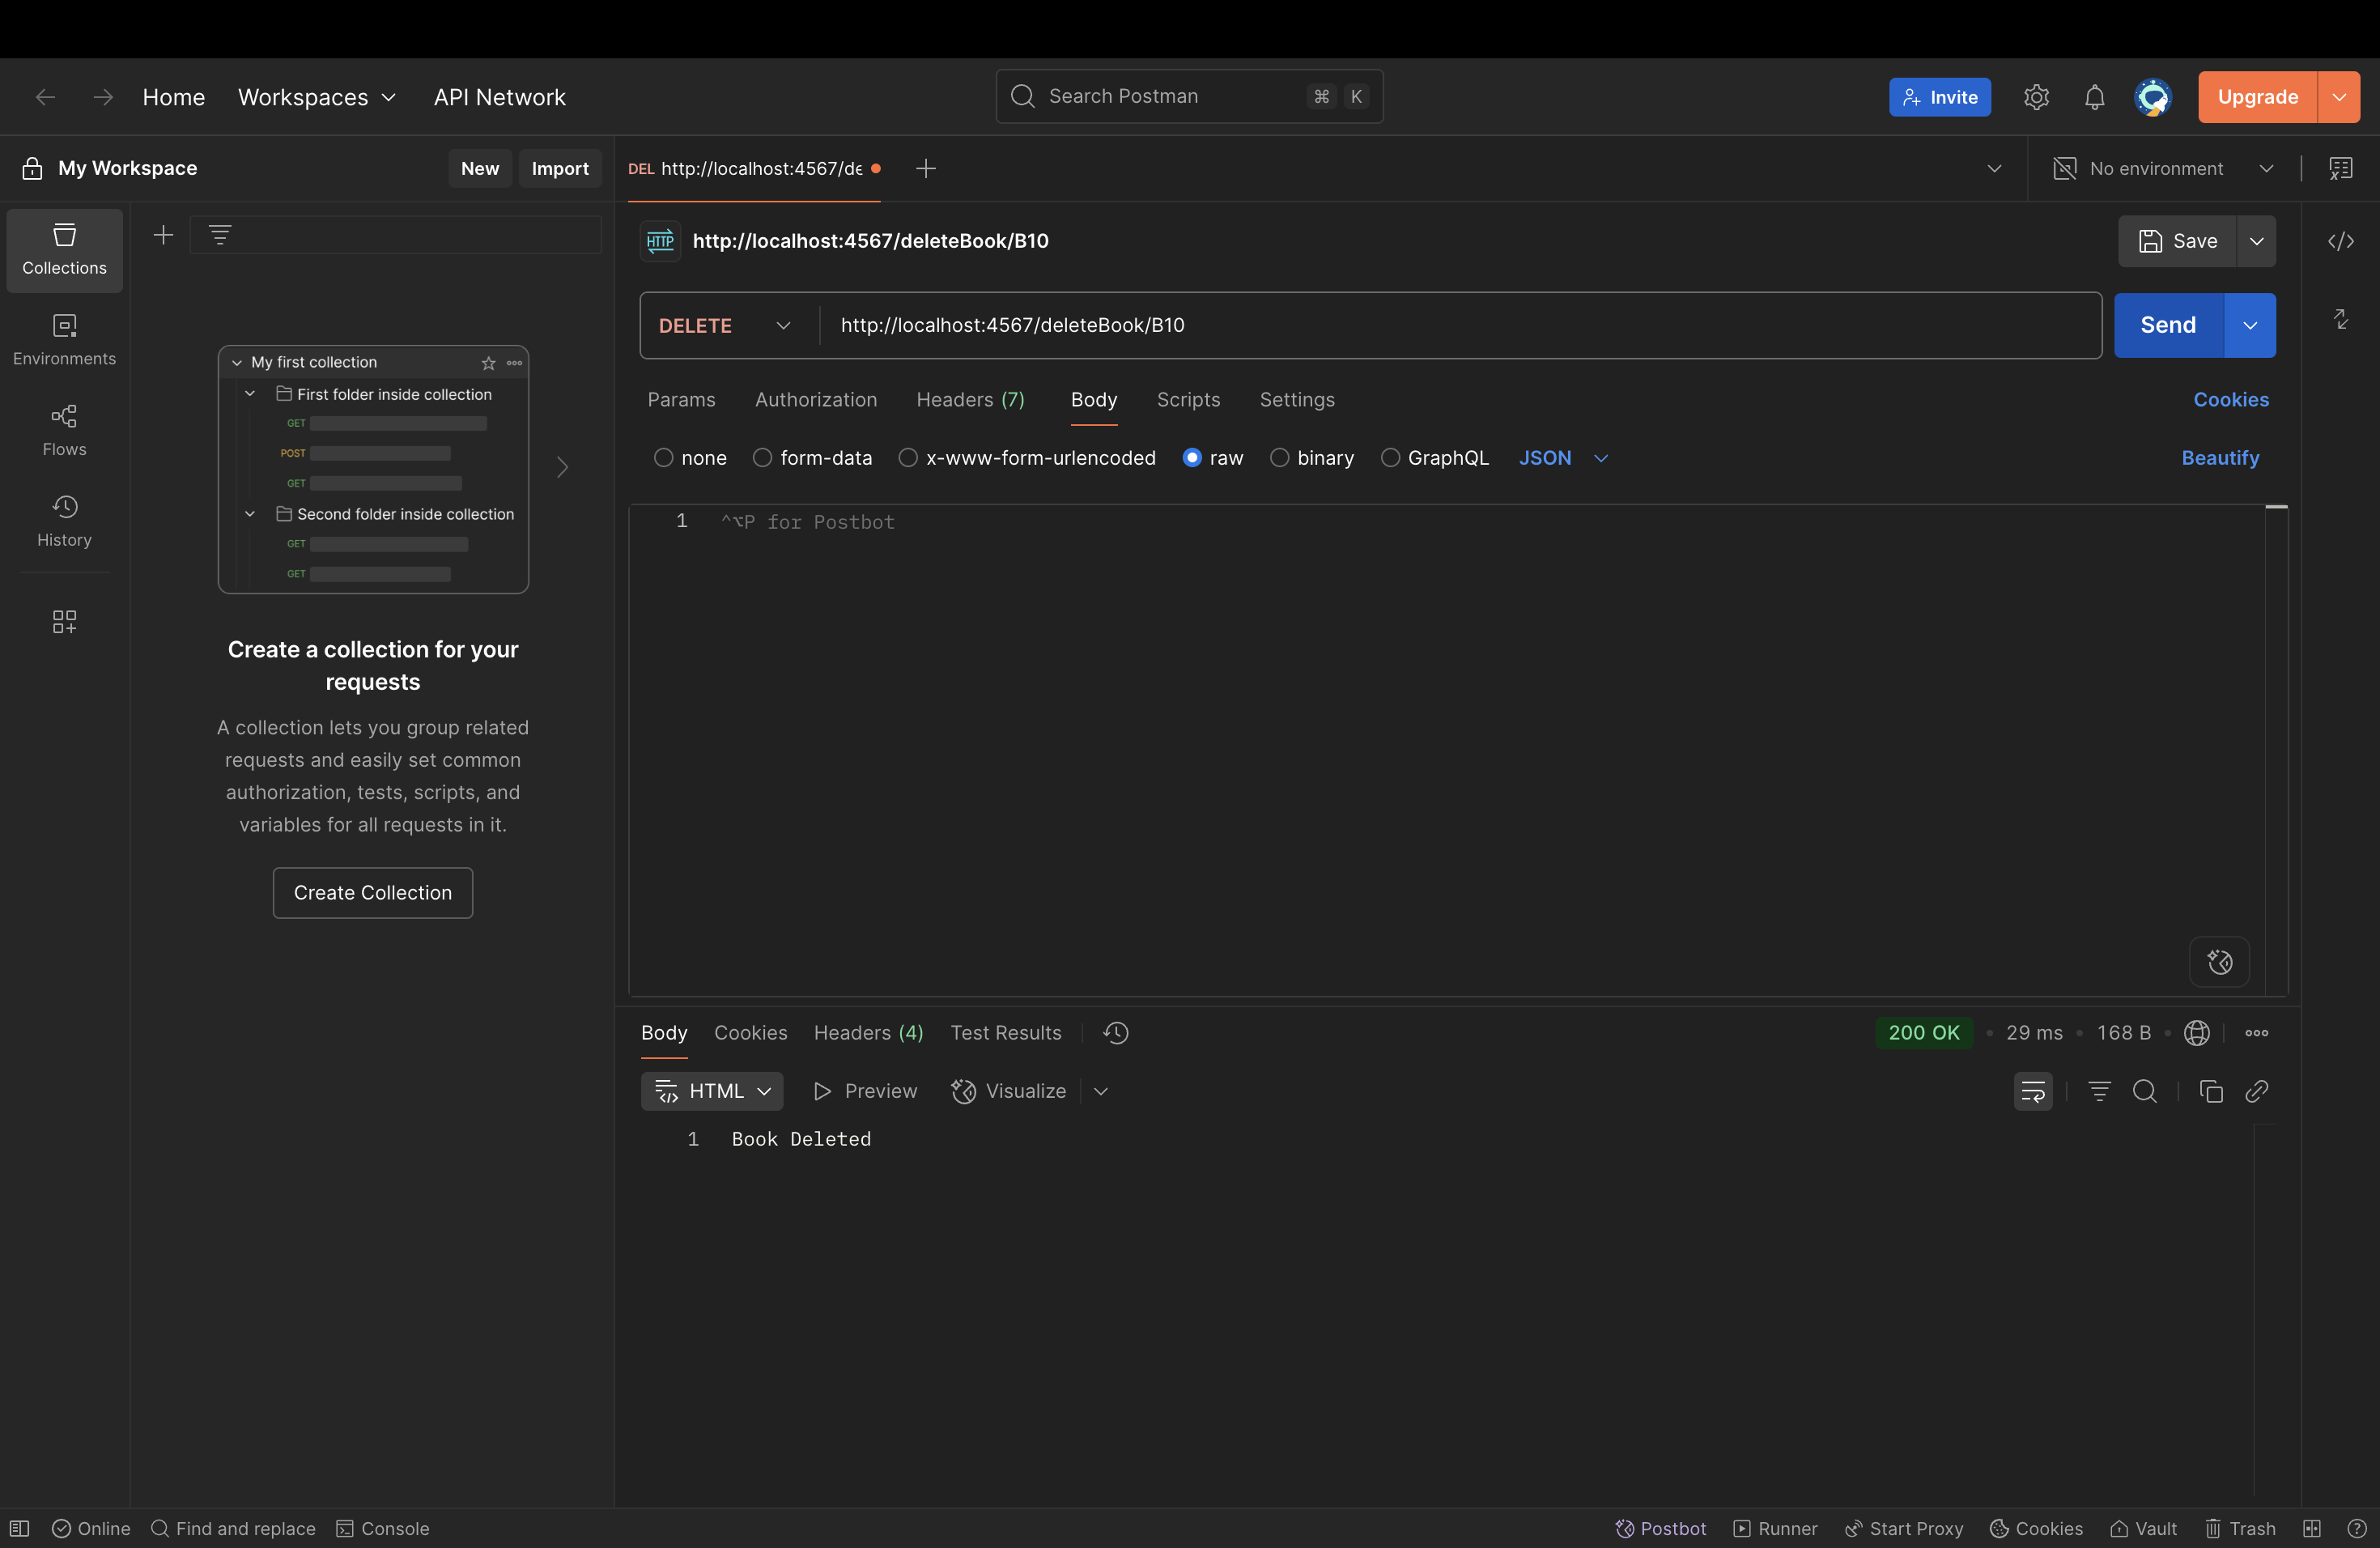 Home Workspaces API Network Search Postman ⌘ K Invite Upgrade
My Workspace New Import DEL http://localhost:4567/de No environment
Collections
Environments
Flows
History
My first collection
First folder inside collection
GET
POST
GET
Second folder inside collection
GET
GET
Create a collection for your
requests
A collection lets you group related
requests and easily set common
authorization, tests, scripts, and
variables for all requests in it.
Create Collection
HTTP http://localhost:4567/deleteBook/B10 Save
DELETE http://localhost:4567/deleteBook/B10 Send
Params Authorization Headers (7) Body Scripts Settings Cookies
none form-data x-www-form-urlencoded raw binary GraphQL JSON Beautify
1 ^⌥P for Postbot
Body Cookies Headers (4) Test Results 200 OK • 29 ms • 168 B •
HTML Preview Visualize
1 Book Deleted
Online Find and replace Console Postbot Runner Start Proxy Cookies Vault Trash